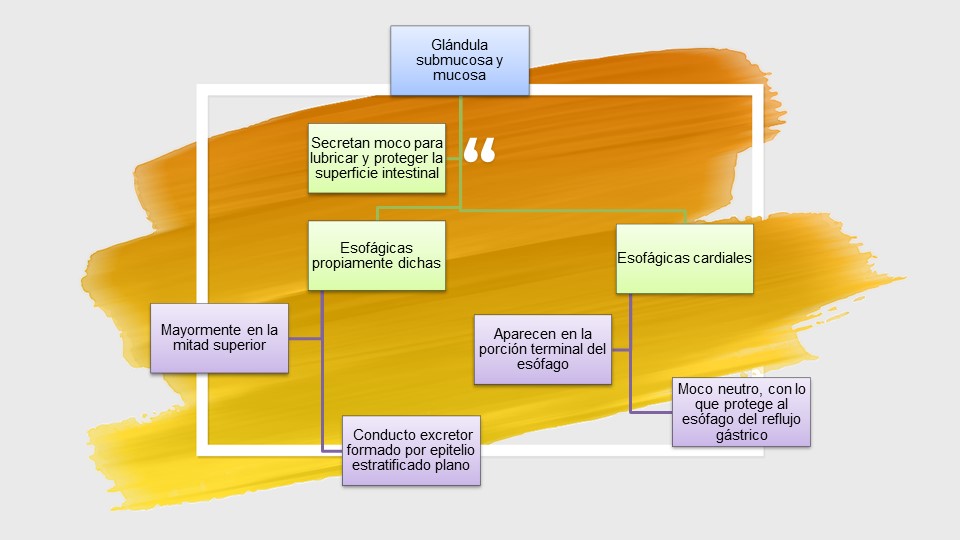 Glándula
submucosa y
mucosa
Secretan moco para
lubricar y proteger la
superficie intestinal
“
Esofágicas
propiamente dichas
Esofágicas cardiales
Mayormente en la
mitad superior
Aparecen en la
porción terminal del
esófago
Moco neutro, con lo
que protege al
esófago del reflujo
gástrico
Conducto excretor
formado por epitelio
estratificado plano